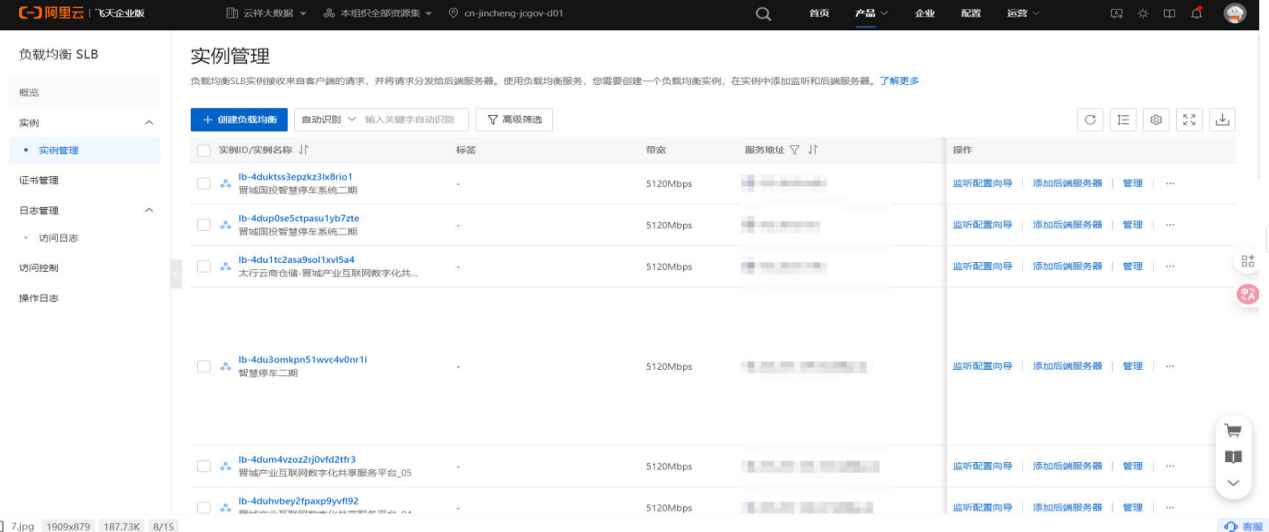 阿里云 | 飞天企业版 云祥大数据 本组织全部资源集 cn-jincheng-jcgov-d01 首页 产品 企业 配置 运营
负载均衡 SLB
概览
实例
实例管理
证书管理
日志管理
访问日志
访问控制
操作日志
实例管理
负载均衡SLB实例接收来自客户端的请求，并将请求分发给后端服务器。使用负载均衡服务，您需要创建一个负载均衡实例，在实例中添加监听和后端服务器。了解更多
+ 创建负载均衡 自动识别 输入关键字自动识别 高级筛选
实例ID/实例名称 标签 带宽 服务地址 操作
lb-4duktss3epzkz3lx8rio1
晋城国投智慧停车系统二期 - 5120Mbps 监听配置向导 | 添加后端服务器 | 管理 | ...
lb-4dup0se5ctpasu1yb7zte
晋城国投智慧停车系统二期 - 5120Mbps 监听配置向导 | 添加后端服务器 | 管理 | ...
lb-4du1tc2asa9sol1xvl5a4
太行云商仓储-晋城产业互联网数字化共... - 5120Mbps 监听配置向导 | 添加后端服务器 | 管理 | ...
lb-4du3omkpn51wvc4v0nr1i
智慧停车二期 - 5120Mbps 监听配置向导 | 添加后端服务器 | 管理 | ...
lb-4dum4vzoz2rj0vfd2tfr3
晋城产业互联网数字化共享服务平台_05 - 5120Mbps 监听配置向导 | 添加后端服务器 | 管理 | ...
lb-4duhvbey2fpaxp9yvfl92
- 5120Mbps 监听配置向导 | 添加后端服务器 | 管理 | ...
7.jpg 1909x879 187.73K 8/15 客服